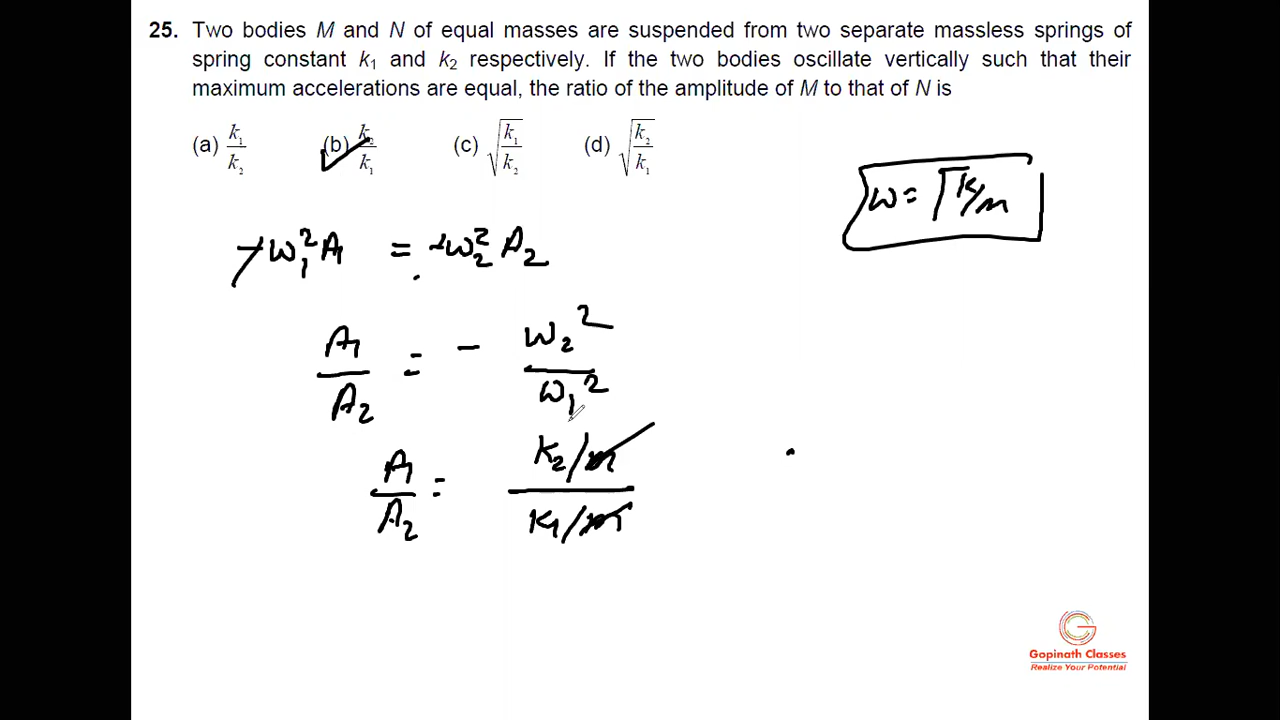 25. Two bodies M and N of equal masses are suspended from two separate massless springs of
spring constant k₁ and k₂ respectively. If the two bodies oscillate vertically such that their
maximum accelerations are equal, the ratio of the amplitude of M to that of N is
(a) k₁/k₂ (b) k₂/k₁ (c) √(k₁/k₂) (d) √(k₂/k₁)
ω = √k/m
-ω₁²A₁ = -ω₂²A₂
A₁/A₂ = - ω₂²/ω₁²
A₁/A₂ = K₂/m / K₁/m
G
Gopinath Classes
Realize Your Potential